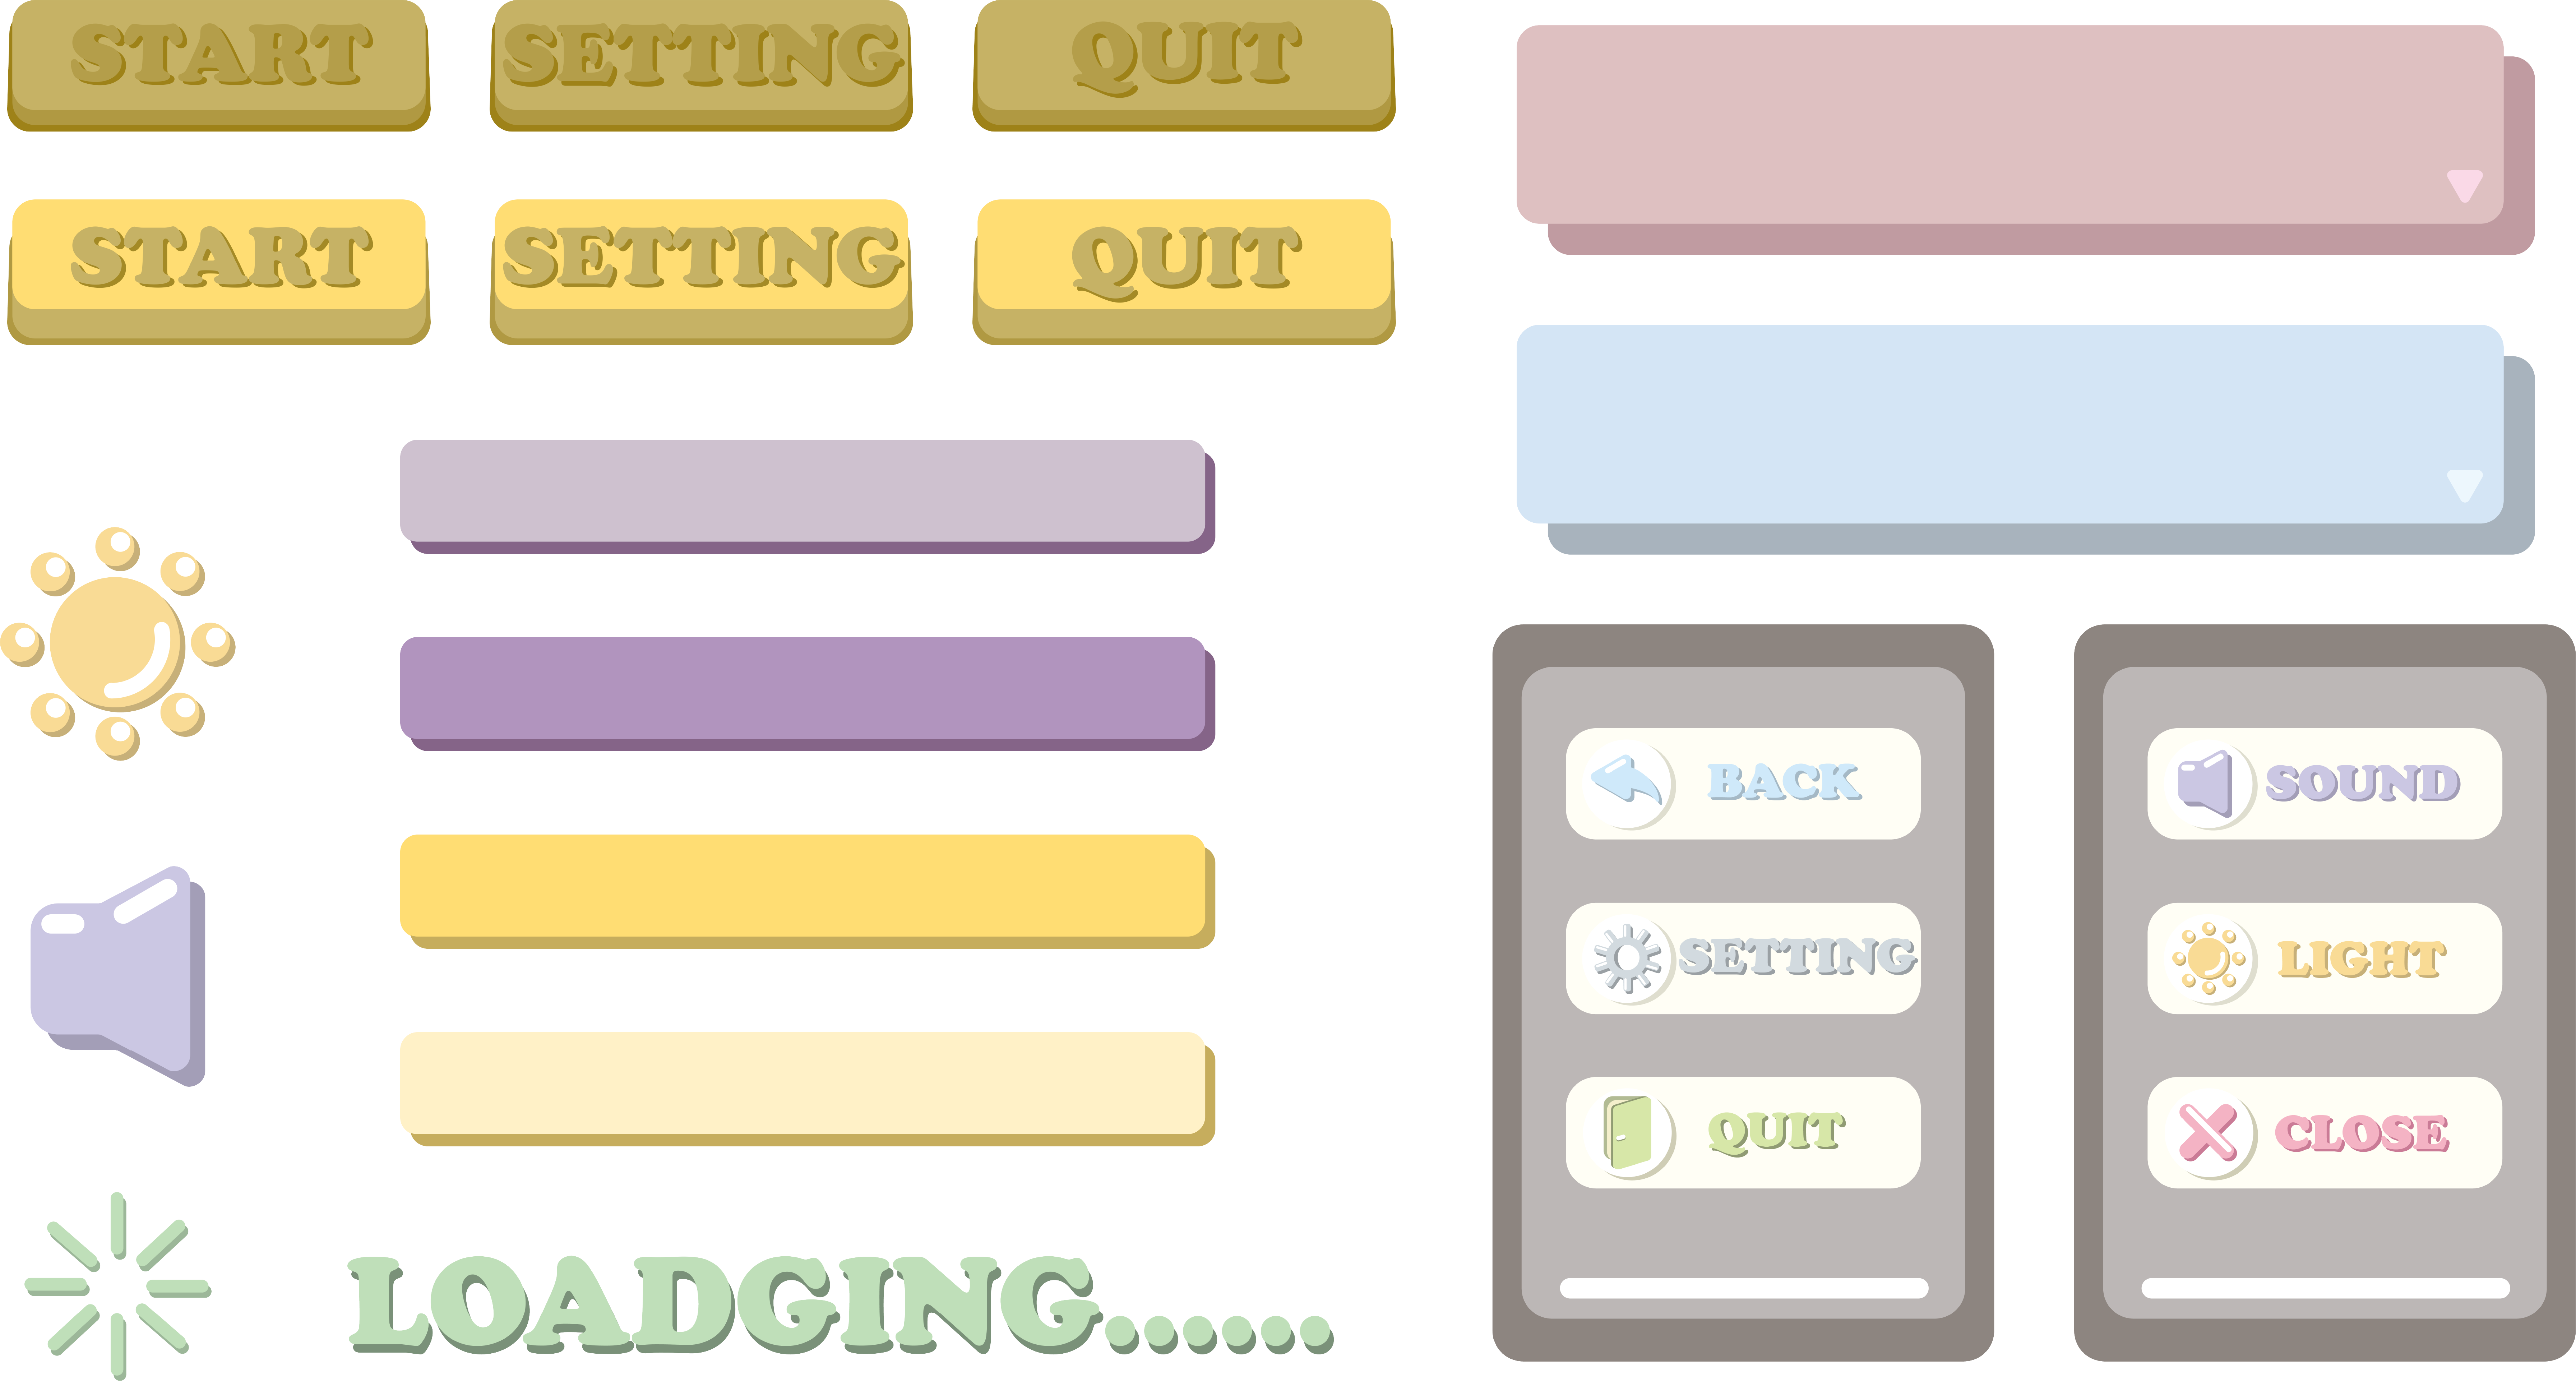 START
SETTING
QUIT
START
SETTING
QUIT
BACK
SETTING
QUIT
SOUND
LIGHT
CLOSE
LOADGING......